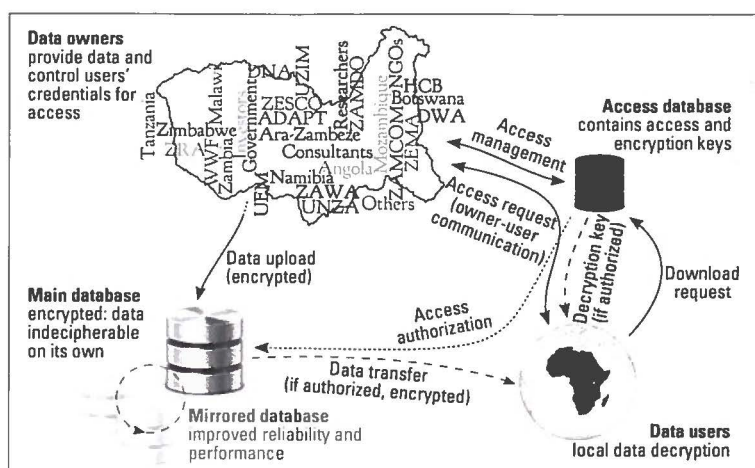 Data owners
provide data and
control users'
credentials for
access
Tanzania
Zimbabwe
ZRA
WWF
Malawi
Zambia
Investors
Government
DNA
UZIM
ZESCO
ADAPT
Ara-Zambeze
Researchers
ZAMDO
Consultants
Angola
Mozambique
NGOs
HCB
Botswana
DWA
ZAMCOM
ZEMA
Namibia
UEM
ZAWA
UNZA
Others
Access
management
Access database
contains access and
encryption keys
Access request
(owner-user
communication)
Decryption key
(if authorized)
Download
request
Data upload
(encrypted)
Main database
encrypted: data
indecipherable
on its own
Access
authorization
Data transfer
(if authorized, encrypted)
Mirrored database
improved reliability and
performance
Data users
local data decryption